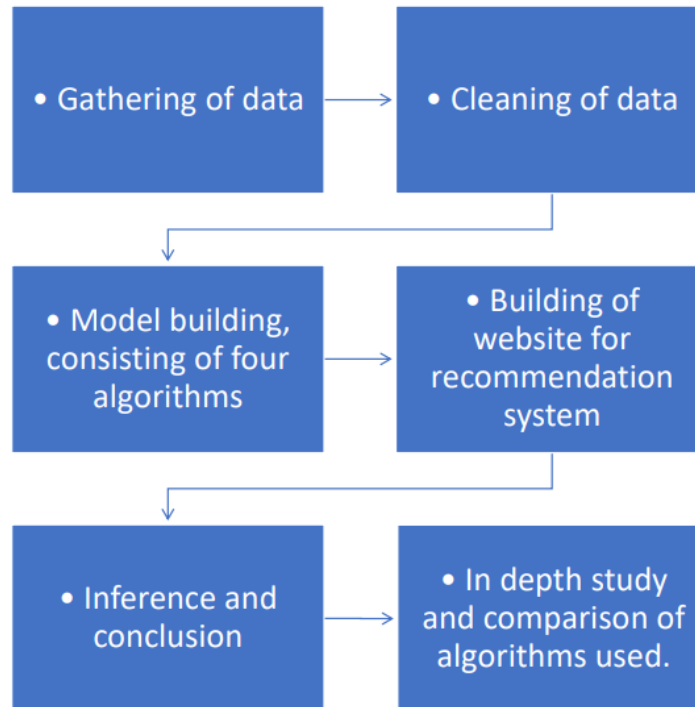 • Gathering of data
• Cleaning of data
• Model building,
consisting of four
algorithms
• Building of
website for
recommendation
system
• Inference and
conclusion
• In depth study
and comparison of
algorithms used.